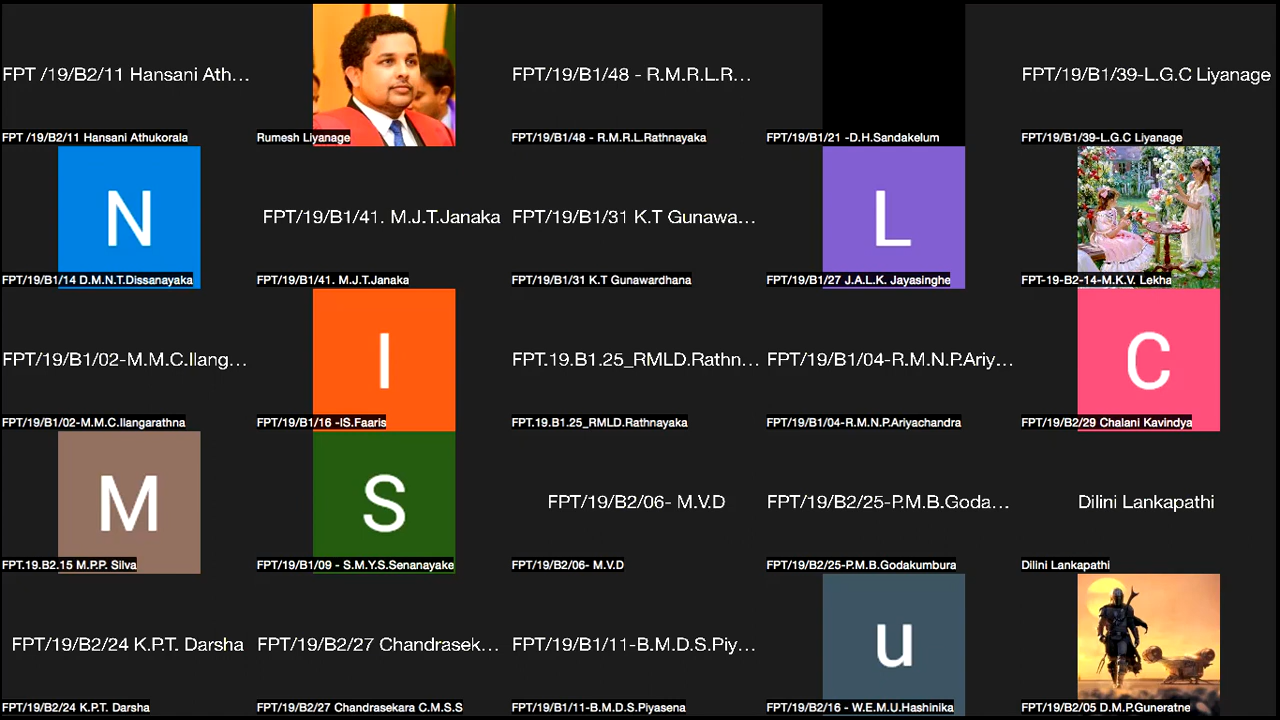 FPT /19/B2/11 Hansani Ath...
FPT/19/B1/48 - R.M.R.L.R...
FPT/19/B1/39-L.G.C Liyanage
FPT /19/B2/11 Hansani Athukorala
Rumesh Liyanage
FPT/19/B1/48 - R.M.R.L.Rathnayaka
FPT/19/B1/21 -D.H.Sandakelum
FPT/19/B1/39-L.G.C Liyanage
N
FPT/19/B1/41. M.J.T.Janaka
FPT/19/B1/31 K.T Gunawa...
L
FPT/19/B1/14 D.M.N.T.Dissanayaka
FPT/19/B1/41. M.J.T.Janaka
FPT/19/B1/31 K.T Gunawardhana
FPT/19/B1/27 J.A.L.K. Jayasinghe
FPT-19-B2-14-M.K.V. Lekha
FPT/19/B1/02-M.M.C.Ilang...
I
FPT.19.B1.25_RMLD.Rathn...
FPT/19/B1/04-R.M.N.P.Ariy...
C
FPT/19/B1/02-M.M.C.Ilangarathna
FPT/19/B1/16 -IS.Faaris
FPT.19.B1.25_RMLD.Rathnayaka
FPT/19/B1/04-R.M.N.P.Ariyachandra
FPT/19/B2/29 Chalani Kavindya
M
S
FPT/19/B2/06- M.V.D
FPT/19/B2/25-P.M.B.Goda...
Dilini Lankapathi
FPT.19.B2.15 M.P.P. Silva
FPT/19/B1/09 - S.M.Y.S.Senanayake
FPT/19/B2/06- M.V.D
FPT/19/B2/25-P.M.B.Godakumbura
Dilini Lankapathi
FPT/19/B2/24 K.P.T. Darsha
FPT/19/B2/27 Chandrasek...
FPT/19/B1/11-B.M.D.S.Piy...
u
FPT/19/B2/24 K.P.T. Darsha
FPT/19/B2/27 Chandrasekara C.M.S.S
FPT/19/B1/11-B.M.D.S.Piyasena
FPT/19/B2/16 - W.E.M.U.Hashinika
FPT/19/B2/05 D.M.P.Guneratne